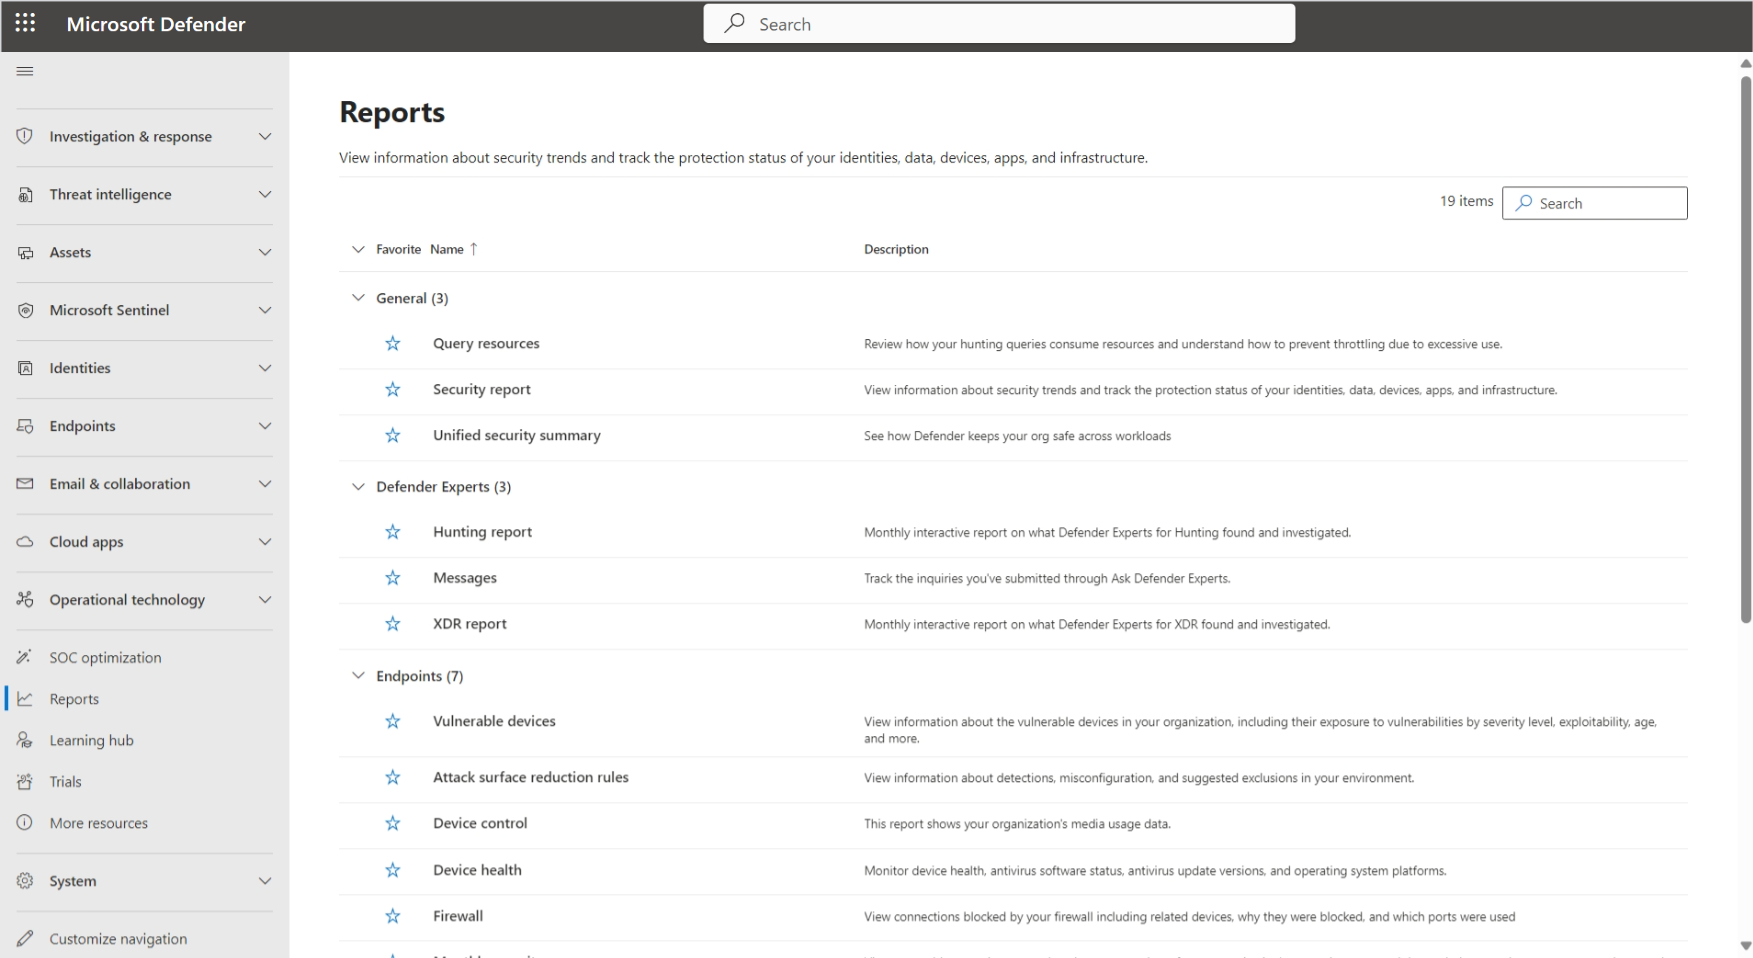 Microsoft Defender
Search
Investigation & response
Threat intelligence
Assets
Microsoft Sentinel
Identities
Endpoints
Email & collaboration
Cloud apps
Operational technology
SOC optimization
Reports
Learning hub
Trials
More resources
System
Customize navigation
Reports
View information about security trends and track the protection status of your identities, data, devices, apps, and infrastructure.
19 items
Search
Favorite Name ↑ Description
General (3)
Query resources Review how your hunting queries consume resources and understand how to prevent throttling due to excessive use.
Security report View information about security trends and track the protection status of your identities, data, devices, apps, and infrastructure.
Unified security summary See how Defender keeps your org safe across workloads
Defender Experts (3)
Hunting report Monthly interactive report on what Defender Experts for Hunting found and investigated.
Messages Track the inquiries you've submitted through Ask Defender Experts.
XDR report Monthly interactive report on what Defender Experts for XDR found and investigated.
Endpoints (7)
Vulnerable devices View information about the vulnerable devices in your organization, including their exposure to vulnerabilities by severity level, exploitability, age,
and more.
Attack surface reduction rules View information about detections, misconfiguration, and suggested exclusions in your environment.
Device control This report shows your organization's media usage data.
Device health Monitor device health, antivirus software status, antivirus update versions, and operating system platforms.
Firewall View connections blocked by your firewall including related devices, why they were blocked, and which ports were used